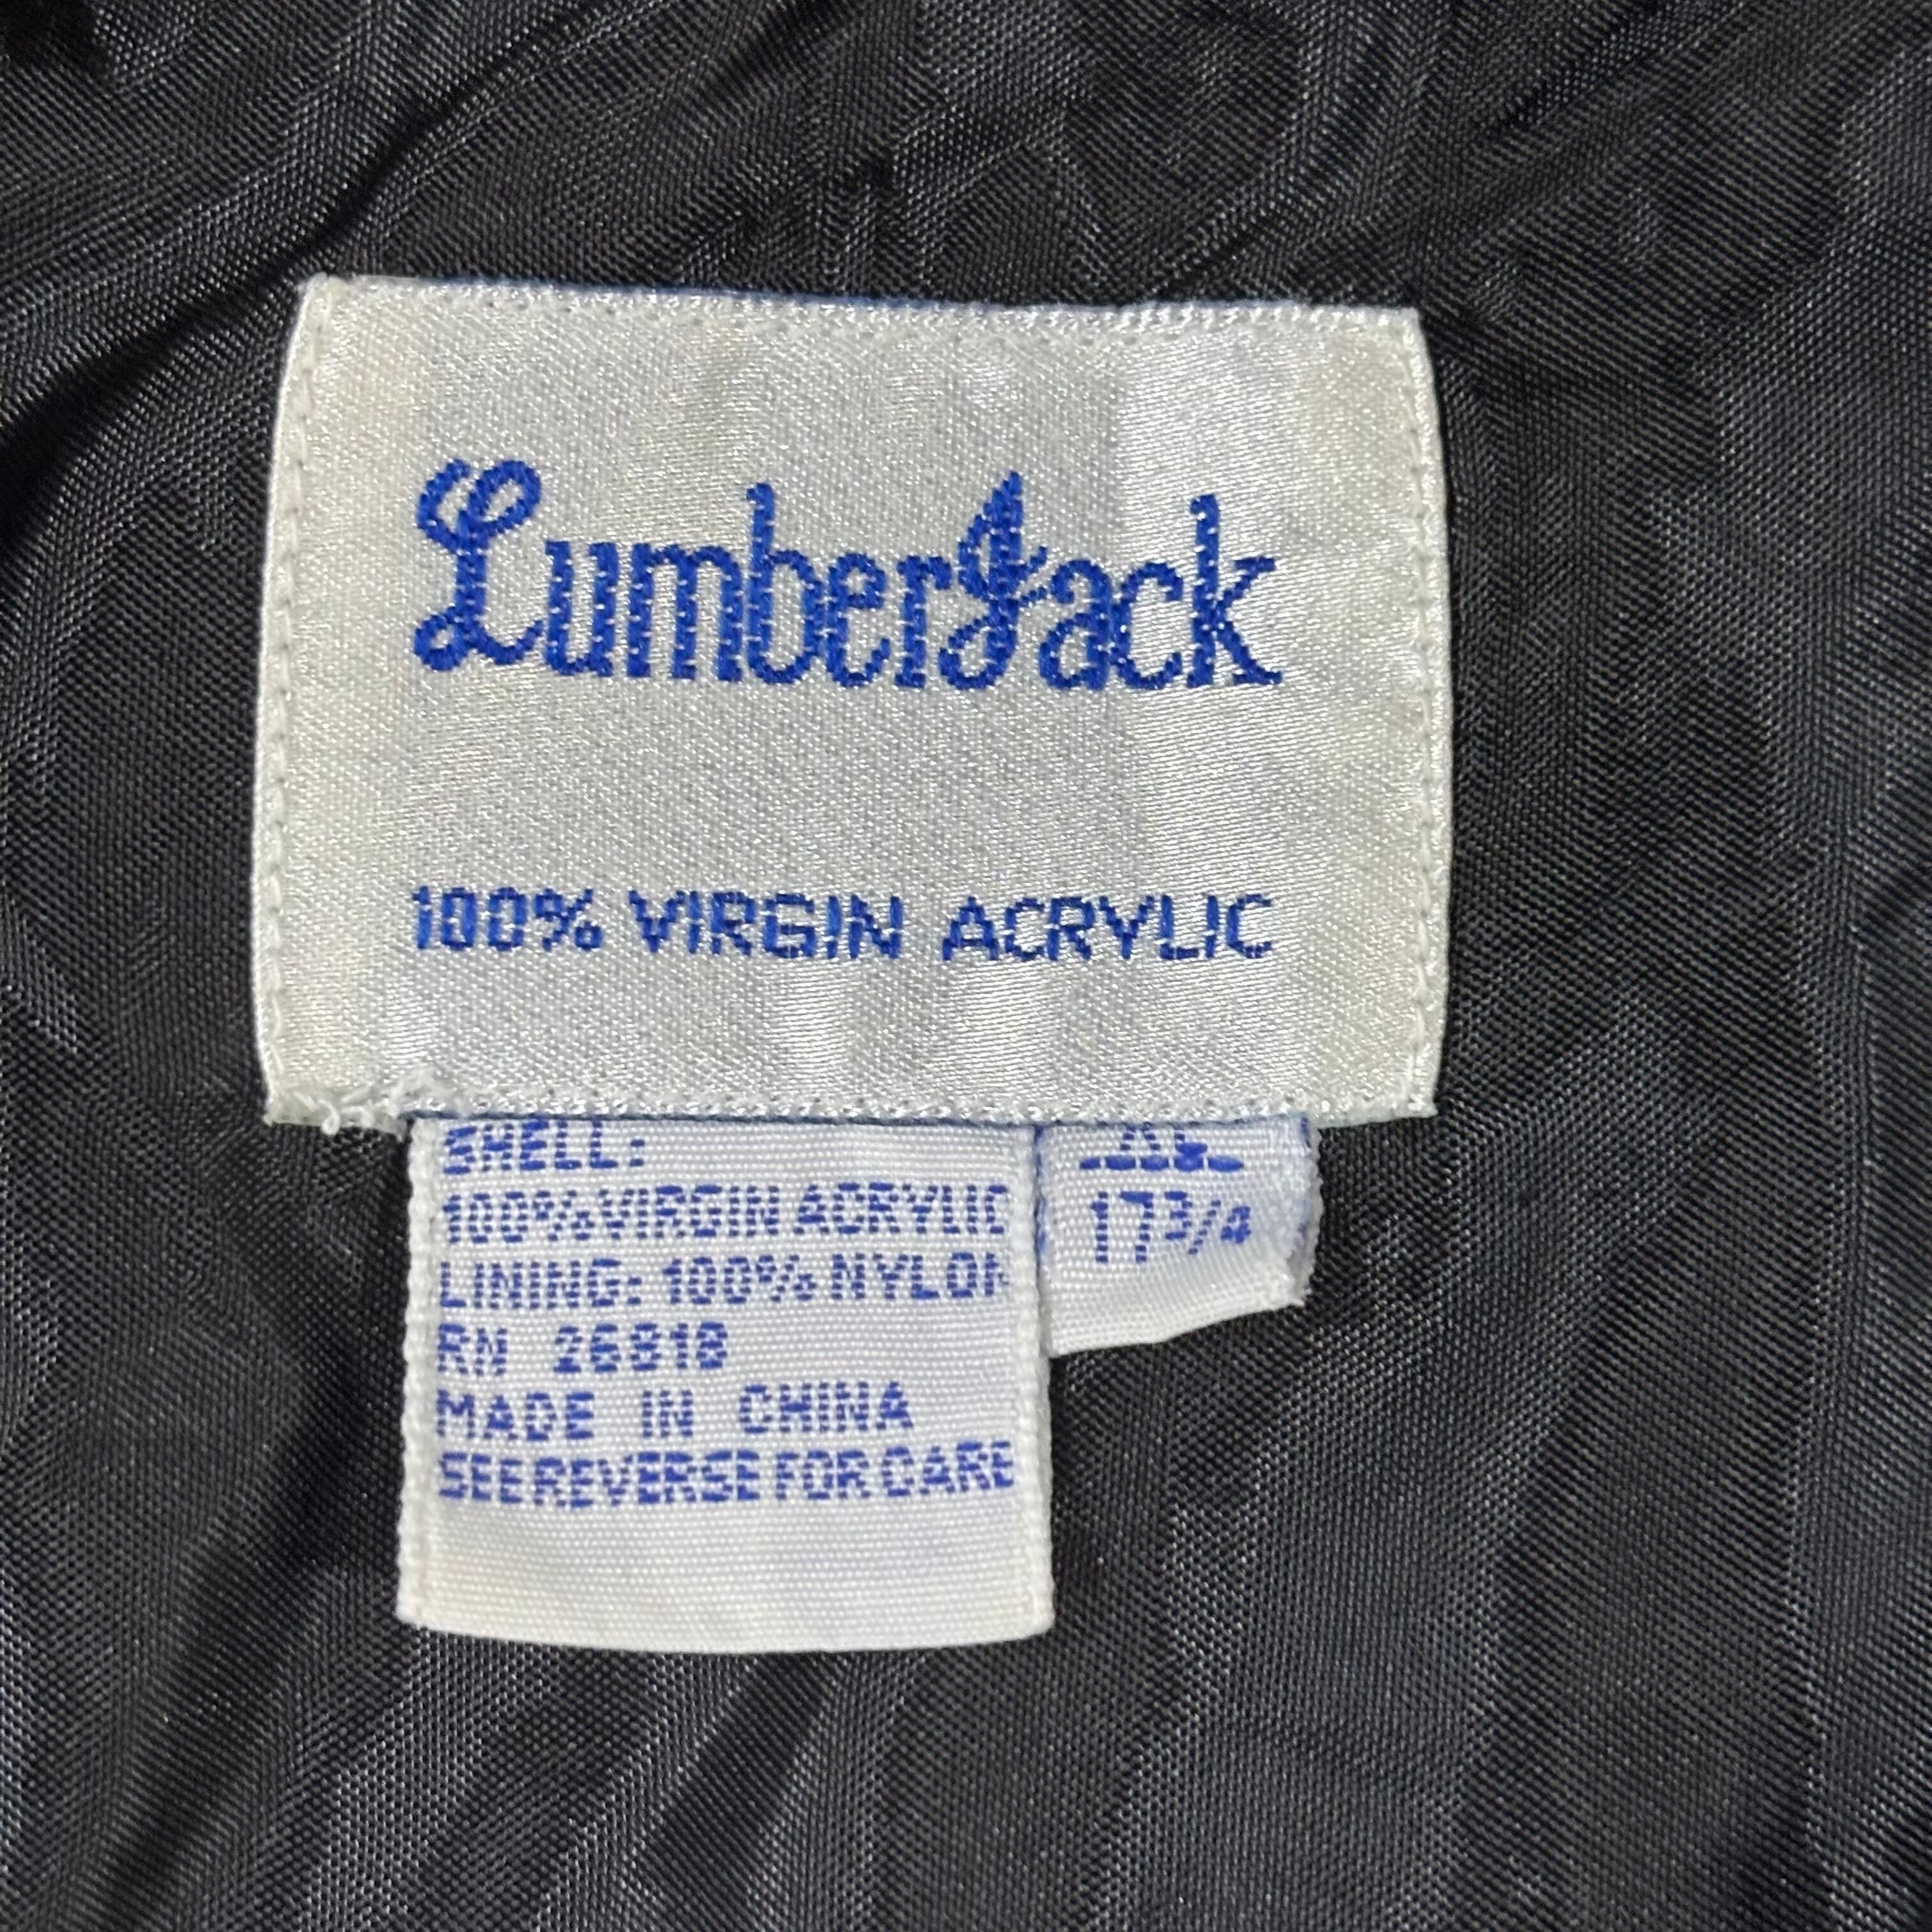 LumberJack
100% VIRGIN ACRYLIC
SHELL:
100% VIRGIN ACRYLIC
LINING: 100% NYLON
RN 26818
MADE IN CHINA
SEE REVERSE FOR CARE
XL
17 3/4